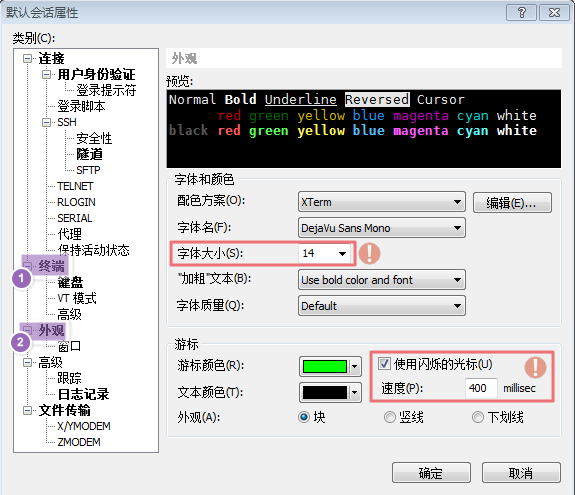 默认会话属性
类别(C):
连接
用户身份验证
登录提示符
登录脚本
SSH
安全性
隧道
SFTP
TELNET
RLOGIN
SERIAL
代理
保持活动状态
终端
1
键盘
VT 模式
高级
外观
2
窗口
高级
跟踪
日志记录
文件传输
X/YMODEM
ZMODEM
外观
预览:
Normal Bold Underline Reversed Cursor
red green yellow blue magenta cyan white
black red green yellow blue magenta cyan white
字体和颜色
配色方案(O): XTerm 编辑(E)...
字体名(F): DejaVu Sans Mono
字体大小(S): 14 !
"加粗"文本(B): Use bold color and font
字体质量(Q): Default
游标
游标颜色(R): 使用闪烁的光标(U) !
文本颜色(T): 速度(P): 400 millisec
外观(A): 块 竖线 下划线
确定 取消